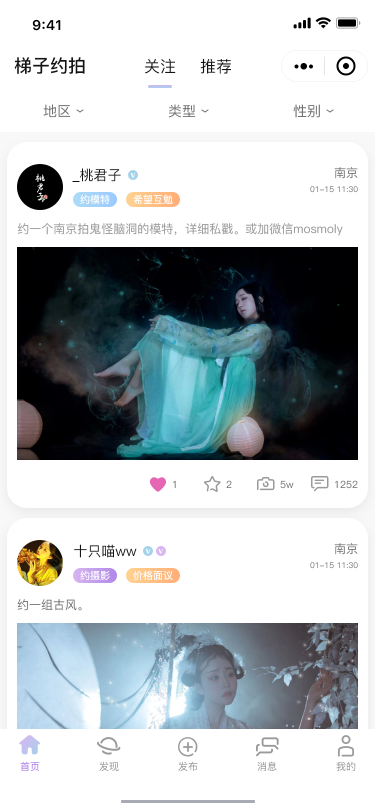 9:41
梯子约拍
关注
推荐
地区
类型
性别
桃君子
_桃君子
南京
约模特
希望互勉
01-15 11:30
约一个南京拍鬼怪脑洞的模特，详细私戳。或加微信mosmoly
1
2
5w
1252
十只喵ww
南京
约摄影
价格面议
01-15 11:30
约一组古风。
首页
发现
发布
消息
我的